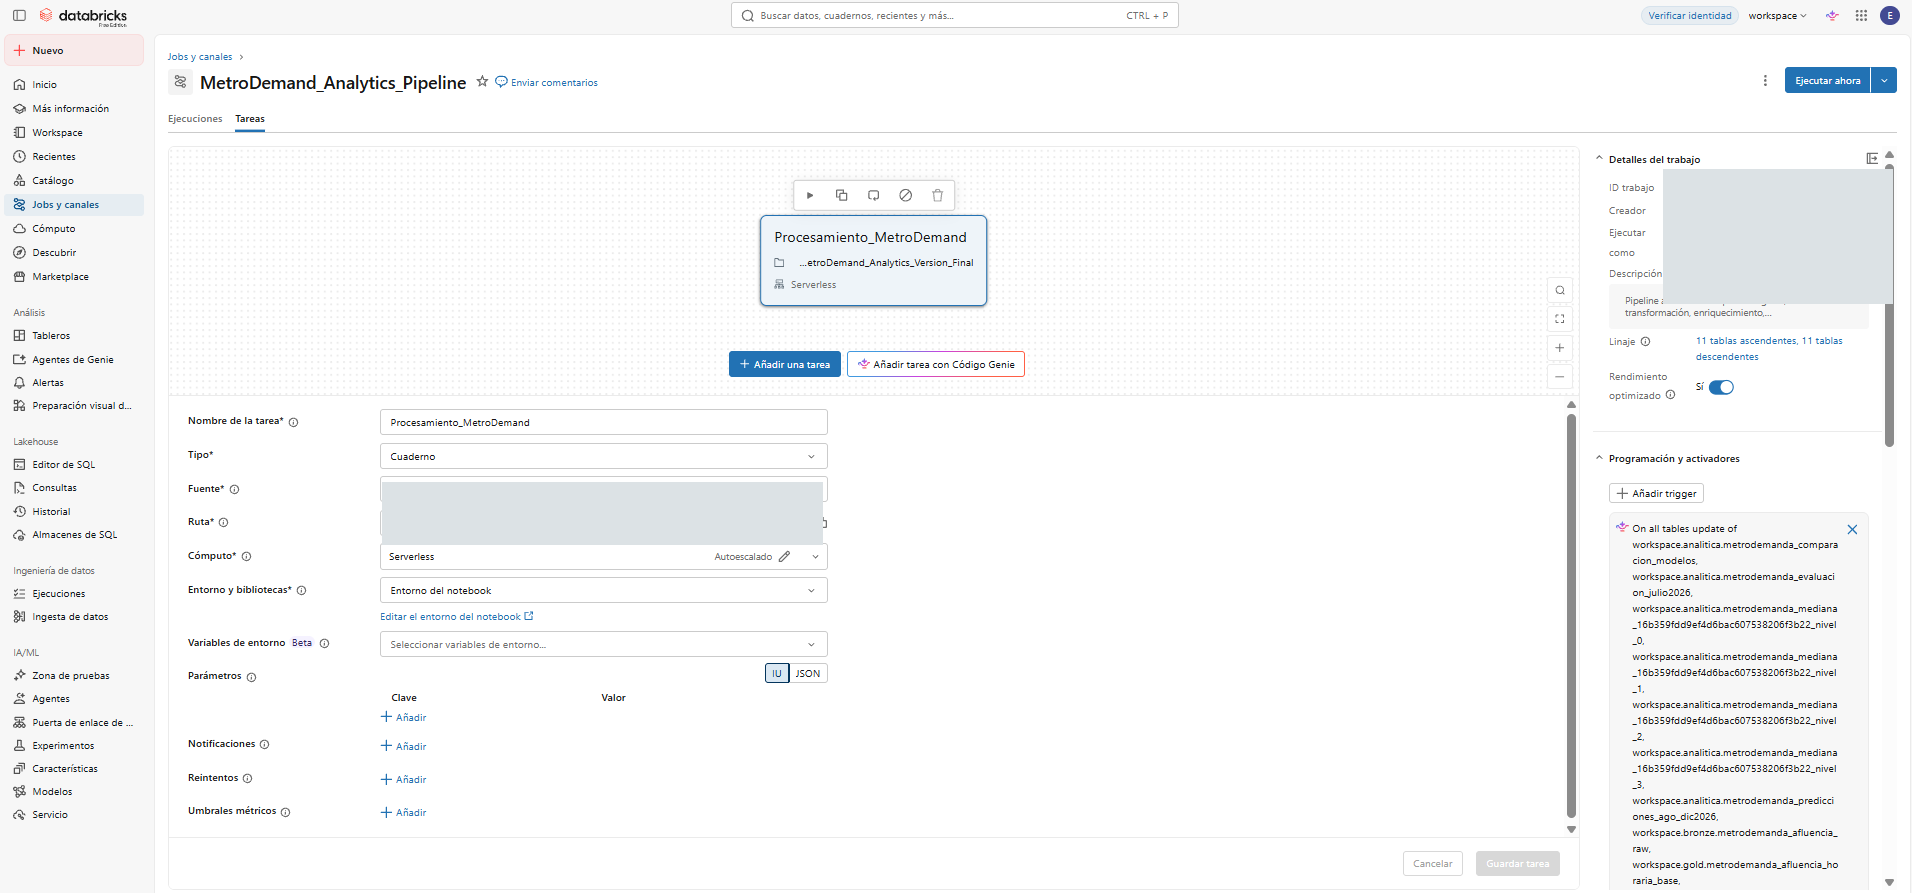 databricks
Free Edition
Buscar datos, cuadernos, recientes y más...
CTRL + P
Verificar identidad
workspace
E
Nuevo
Inicio
Más información
Workspace
Recientes
Catálogo
Jobs y canales
Cómputo
Descubrir
Marketplace
Análisis
Tableros
Agentes de Genie
Alertas
Preparación visual d...
Lakehouse
Editor de SQL
Consultas
Historial
Almacenes de SQL
Ingeniería de datos
Ejecuciones
Ingesta de datos
IA/ML
Zona de pruebas
Agentes
Puerta de enlace de ...
Experimentos
Características
Modelos
Servicio
Jobs y canales
MetroDemand_Analytics_Pipeline
Enviar comentarios
Ejecutar ahora
Ejecuciones
Tareas
Procesamiento_MetroDemand
...etroDemand_Analytics_Version_Final
Serverless
Añadir una tarea
Añadir tarea con Código Genie
Nombre de la tarea*
Procesamiento_MetroDemand
Tipo*
Cuaderno
Fuente*
Ruta*
Cómputo*
Serverless
Autoescalado
Entorno y bibliotecas*
Entorno del notebook
Editar el entorno del notebook
Variables de entorno Beta
Seleccionar variables de entorno...
Parámetros
IU
JSON
Clave
Valor
Añadir
Notificaciones
Añadir
Reintentos
Añadir
Umbrales métricos
Añadir
Cancelar
Guardar tarea
Detalles del trabajo
ID trabajo
Creador
Ejecutar
como
Descripción
Pipeline
transformación, enriquecimiento,...
Linaje
11 tablas ascendentes, 11 tablas
descendentes
Rendimiento
optimizado
Sí
Programación y activadores
Añadir trigger
On all tables update of
workspace.analitica.metrodemanda_compara
cion_modelos,
workspace.analitica.metrodemanda_evaluaci
on_julio2026,
workspace.analitica.metrodemanda_mediana
_16b359fdd9ef4d6bac607538206f3b22_nivel
_0,
workspace.analitica.metrodemanda_mediana
_16b359fdd9ef4d6bac607538206f3b22_nivel
_1,
workspace.analitica.metrodemanda_mediana
_16b359fdd9ef4d6bac607538206f3b22_nivel
_2,
workspace.analitica.metrodemanda_mediana
_16b359fdd9ef4d6bac607538206f3b22_nivel
_3,
workspace.analitica.metrodemanda_predicci
ones_ago_dic2026,
workspace.bronze.metrodemanda_afluencia_
raw,
workspace.gold.metrodemanda_afluencia_ho
raria_base,